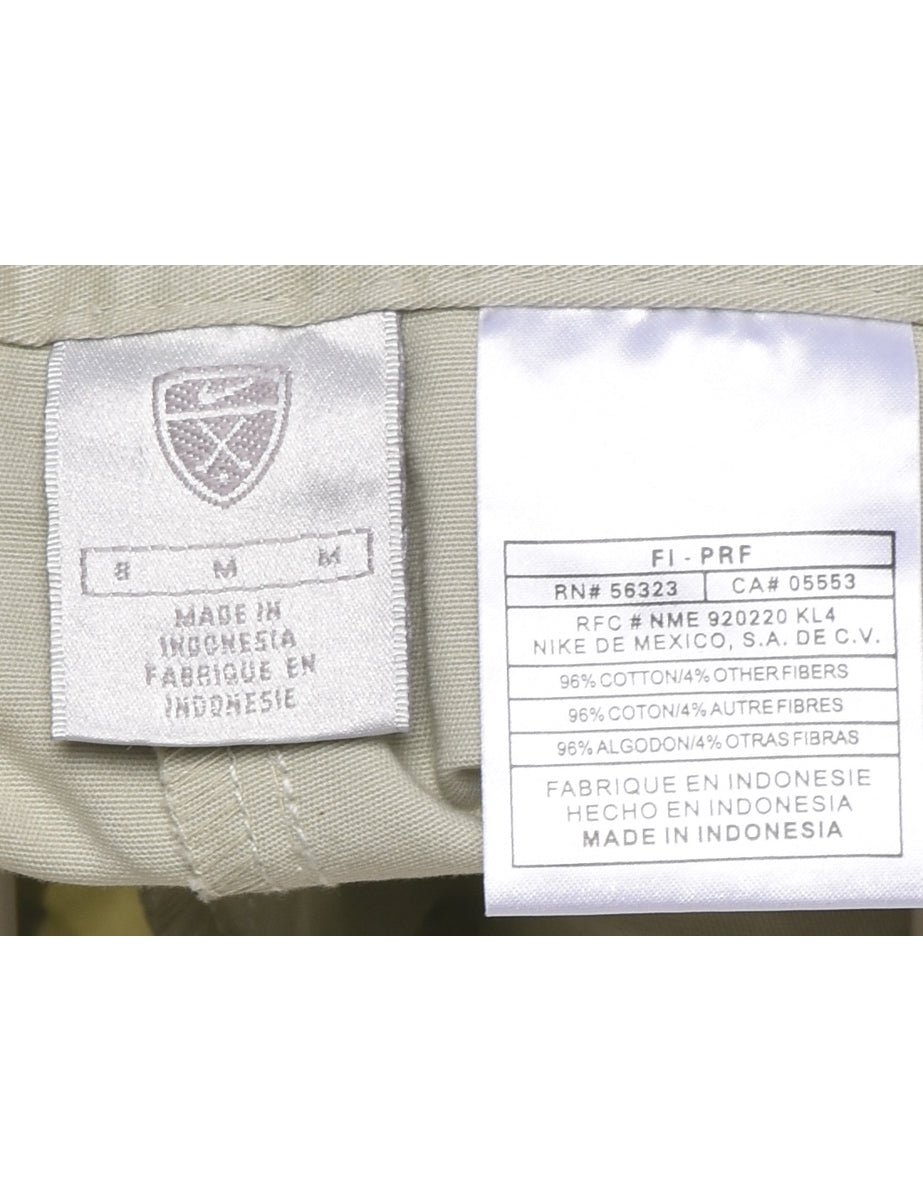 8 M M
MADE IN
INDONESIA
FABRIQUE EN
INDONESIE
FI - PRF
RN# 56323 CA# 05553
RFC # NME 920220 KL4
NIKE DE MEXICO, S.A. DE C.V.
96% COTTON/4% OTHER FIBERS
96% COTON/4% AUTRE FIBRES
96% ALGODON/4% OTRAS FIBRAS
FABRIQUE EN INDONESIE
HECHO EN INDONESIA
MADE IN INDONESIA